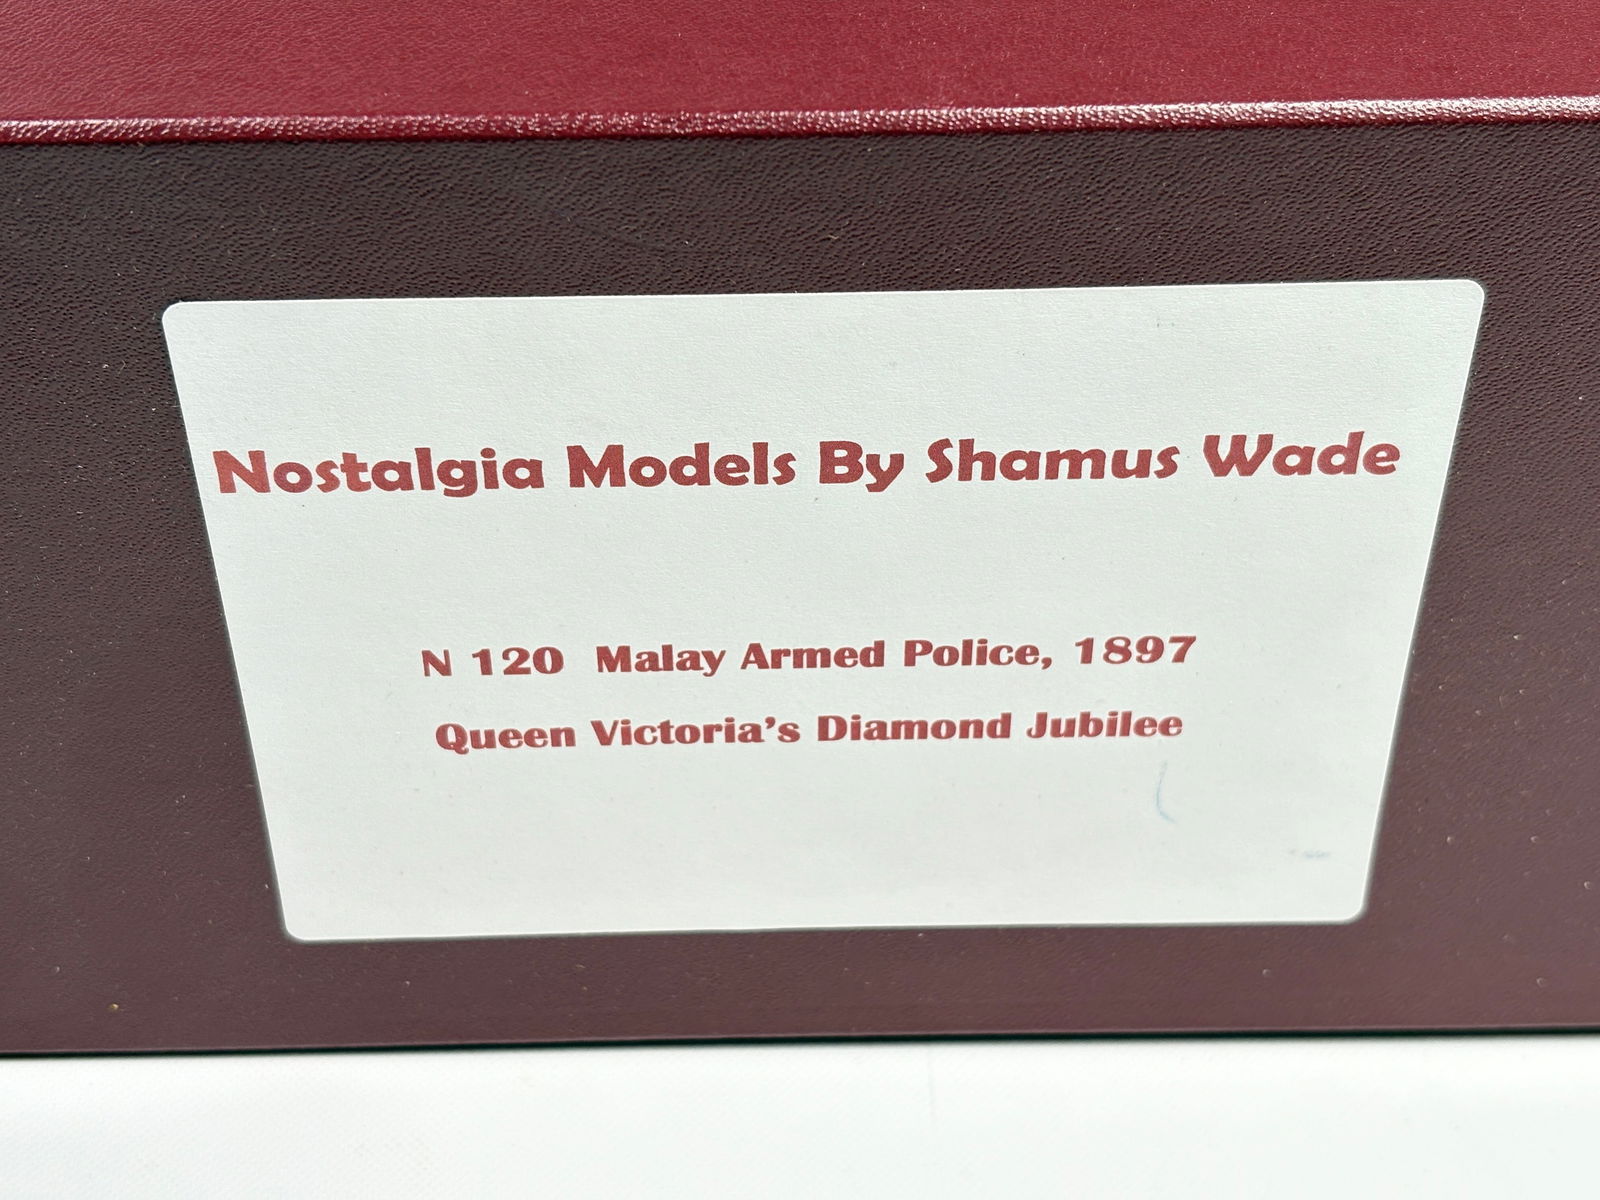 Nostalgia Models By Shamus Wade
N 120 Malay Armed Police, 1897
Queen Victoria's Diamond Jubilee